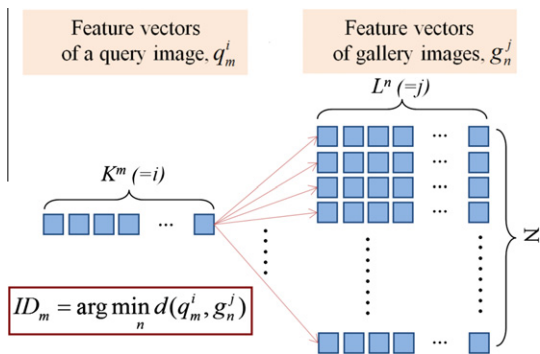 Feature vectors
of a query image, q_m^i
Feature vectors
of gallery images, g_n^j
L^n (=j)
K^m (=i)
...
...
...
...
...
N
ID_m = arg min_n d(q_m^i, g_n^j)
...